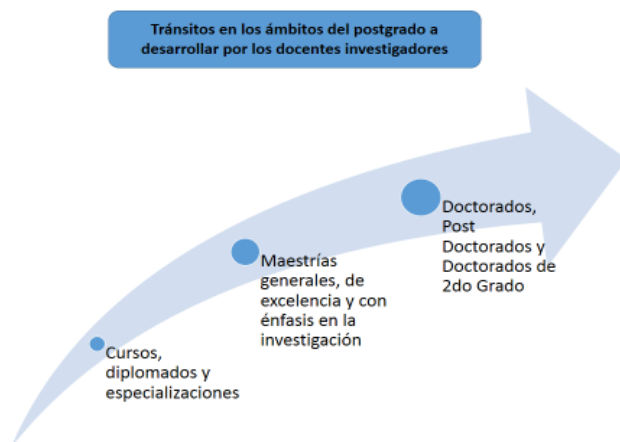 Tránsitos en los ámbitos del postgrado a
desarrollar por los docentes investigadores
Doctorados,
Post
Doctorados y
Doctorados de
2do Grado
Maestrías
generales, de
excelencia y con
énfasis en la
investigación
Cursos,
diplomados y
especializaciones